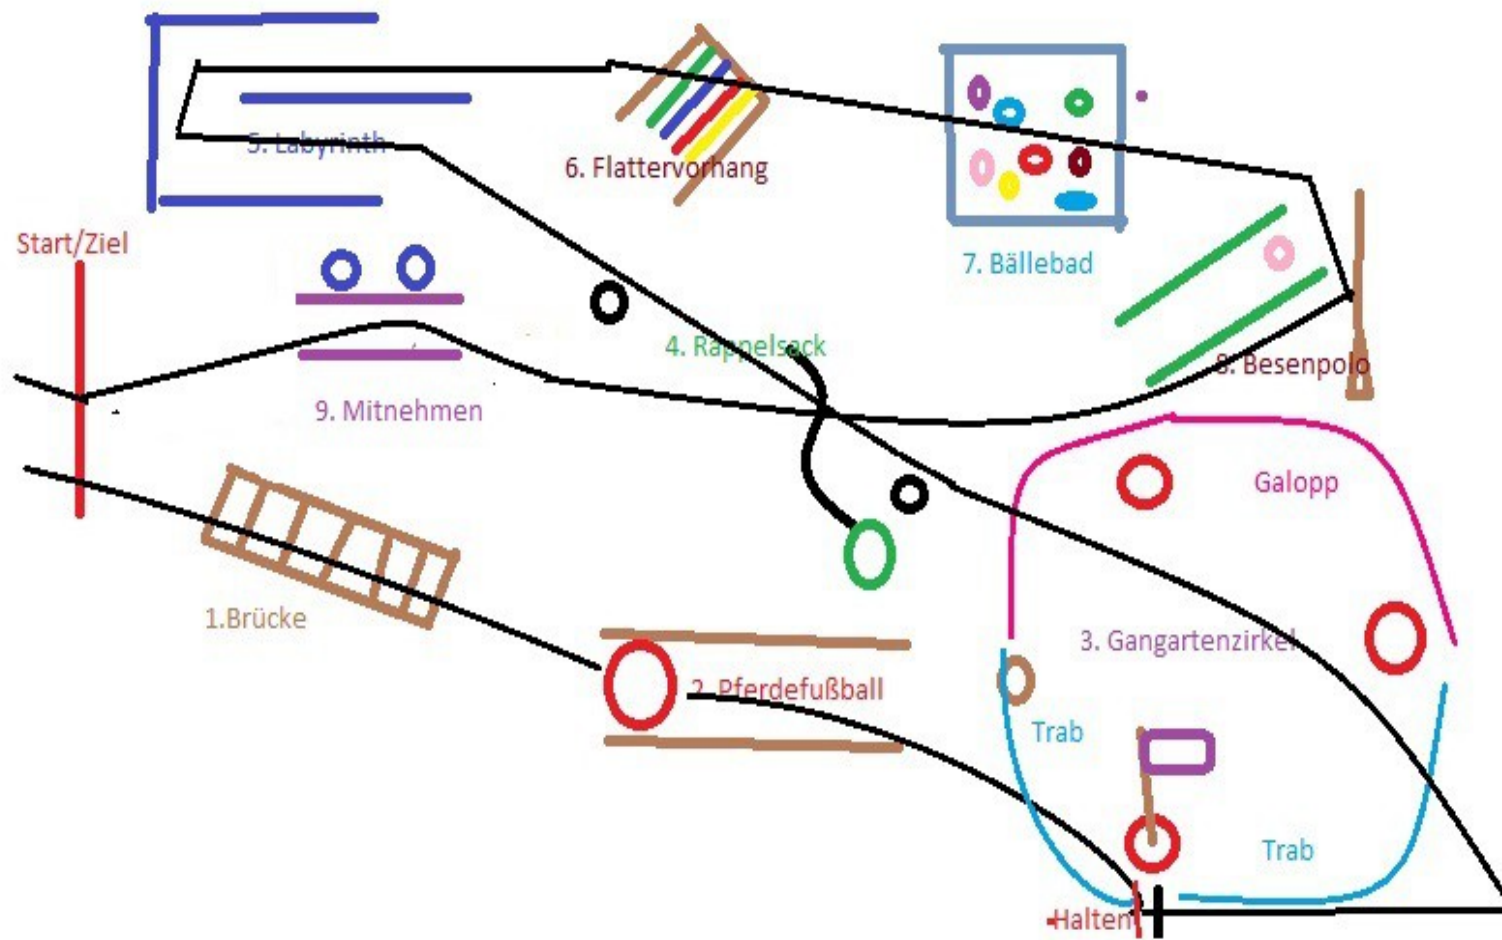 5. Labyrinth
6. Flattervorhang
Start/Ziel
7. Bällebad
4. Rappelsack
8. Besenpolo
9. Mitnehmen
Galopp
1.Brücke
3. Gangartenzirkel
2. Pferdefußball
Trab
Trab
Halten